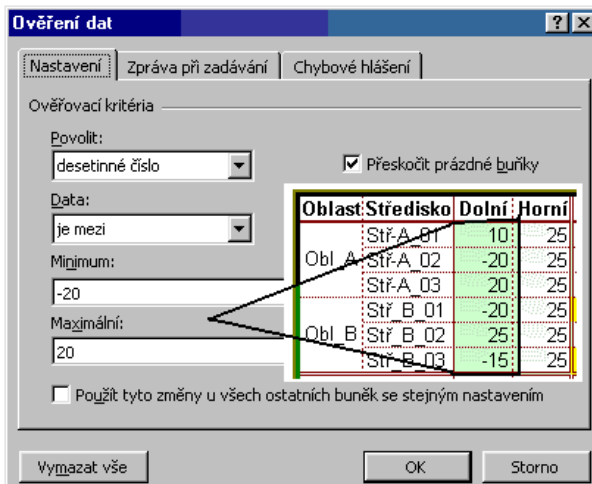 Ověření dat
Nastavení Zpráva při zadávání Chybové hlášení
Ověřovací kritéria
Povolit:
desetinné číslo
Přeskočit prázdné buňky
Data:
je mezi
Minimum:
-20
Maximální:
20
Oblast Středisko Dolní Horní
Obl_A Stř-A_01 10 25
Stř-A_02 -20 25
Stř-A_03 20 25
Obl_B Stř_B_01 -20 25
Stř_B_02 25 25
Stř_B_03 -15 25
Použít tyto změny u všech ostatních buněk se stejným nastavením
Vymazat vše OK Storno